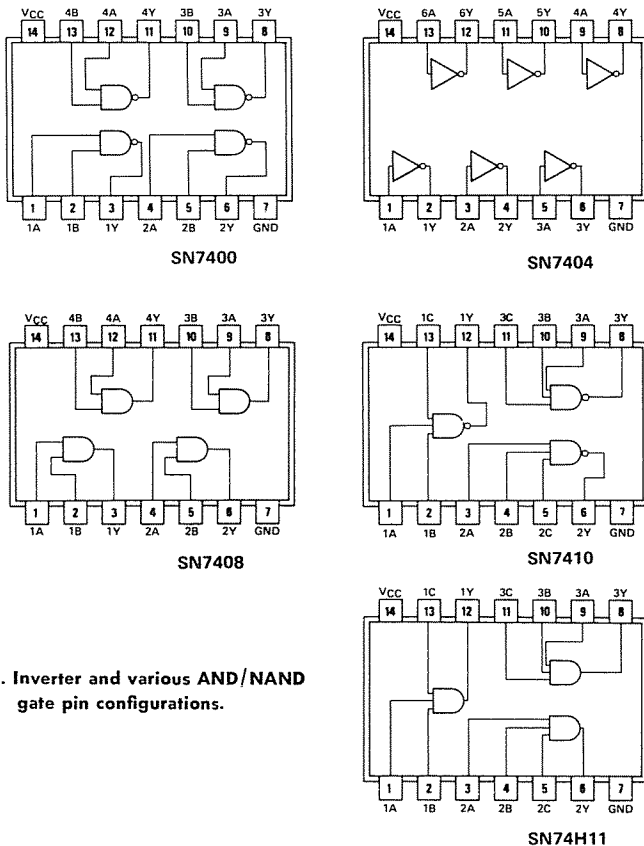 VCC 4B 4A 4Y 3B 3A 3Y
14 13 12 11 10 9 8
1 2 3 4 5 6 7
1A 1B 1Y 2A 2B 2Y GND
SN7400
VCC 6A 6Y 5A 5Y 4A 4Y
14 13 12 11 10 9 8
1 2 3 4 5 6 7
1A 1Y 2A 2Y 3A 3Y GND
SN7404
VCC 4B 4A 4Y 3B 3A 3Y
14 13 12 11 10 9 8
1 2 3 4 5 6 7
1A 1B 1Y 2A 2B 2Y GND
SN7408
VCC 1C 1Y 3C 3B 3A 3Y
14 13 12 11 10 9 8
1 2 3 4 5 6 7
1A 1B 2A 2B 2C 2Y GND
SN7410
. Inverter and various AND/NAND
gate pin configurations.
VCC 1C 1Y 3C 3B 3A 3Y
14 13 12 11 10 9 8
1 2 3 4 5 6 7
1A 1B 2A 2B 2C 2Y GND
SN74H11